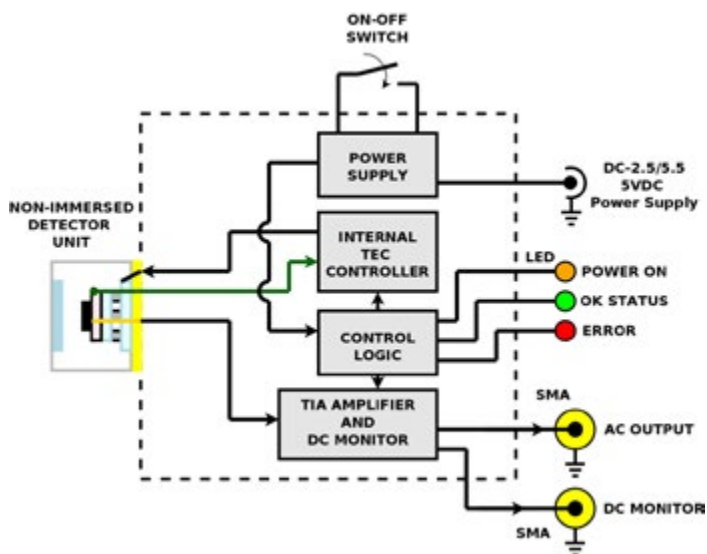 ON-OFF
SWITCH
POWER
SUPPLY
DC-2.5/5.5
5VDC
Power Supply
NON-IMMERSED
DETECTOR
UNIT
INTERNAL
TEC
CONTROLLER
LED
POWER ON
OK STATUS
ERROR
CONTROL
LOGIC
TIA AMPLIFIER
AND
DC MONITOR
SMA
AC OUTPUT
DC MONITOR
SMA